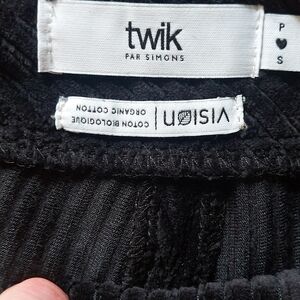 twik
PAR SIMONS
P
♥
S
VISION
COTON BIOLOGIQUE
ORGANIC COTTON